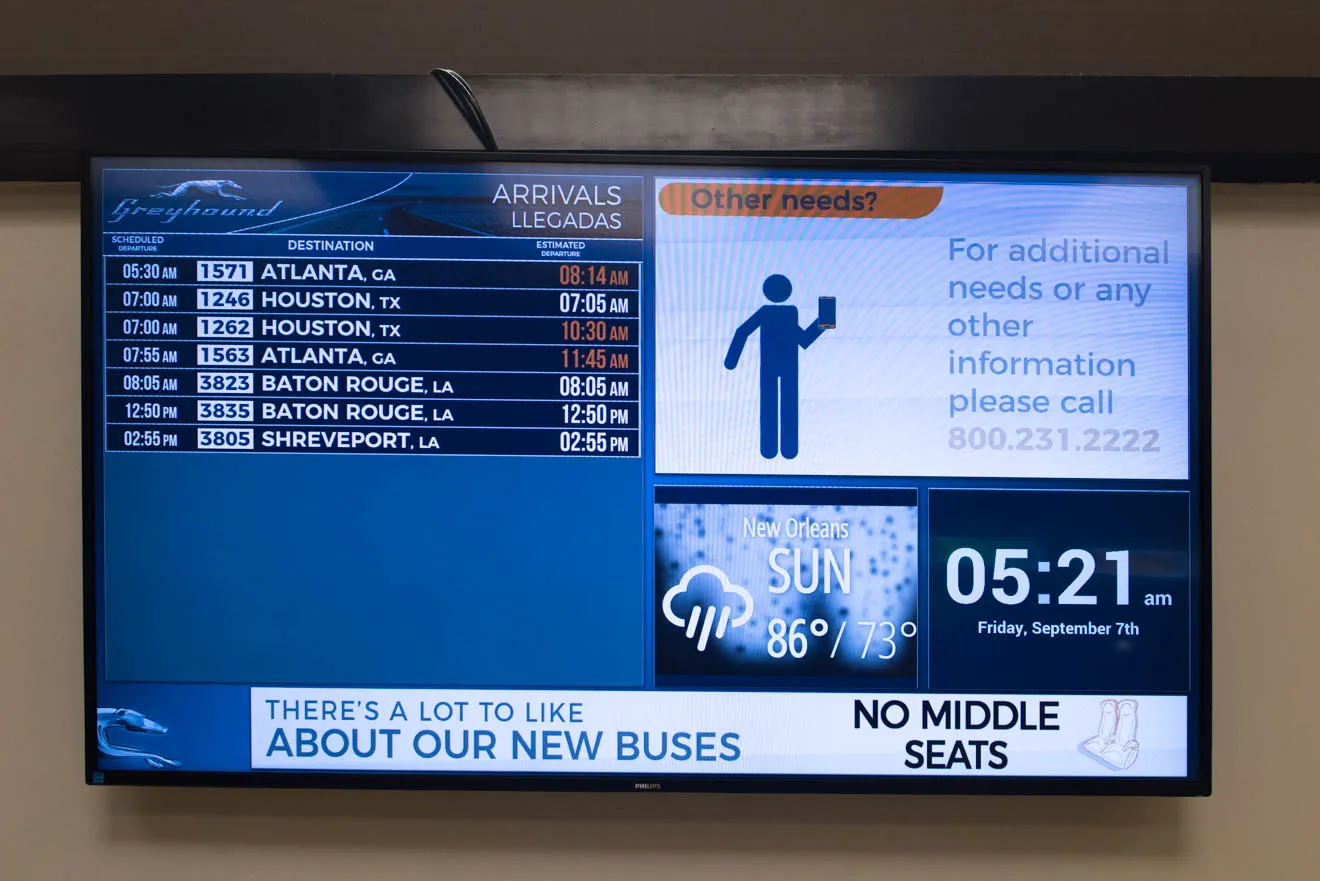 Greyhound
ARRIVALS
LLEGADAS
SCHEDULED
DEPARTURE
DESTINATION
ESTIMATED
DEPARTURE
05:30 AM 1571 ATLANTA, GA 08:14 AM
07:00 AM 1246 HOUSTON, TX 07:05 AM
07:00 AM 1262 HOUSTON, TX 10:30 AM
07:55 AM 1563 ATLANTA, GA 11:45 AM
08:05 AM 3823 BATON ROUGE, LA 08:05 AM
12:50 PM 3835 BATON ROUGE, LA 12:50 PM
02:55 PM 3805 SHREVEPORT, LA 02:55 PM
Other needs?
For additional
needs or any
other
information
please call
800.231.2222
New Orleans
SUN
86°/ 73°
05:21 am
Friday, September 7th
THERE'S A LOT TO LIKE
ABOUT OUR NEW BUSES
NO MIDDLE
SEATS
PHILIPS